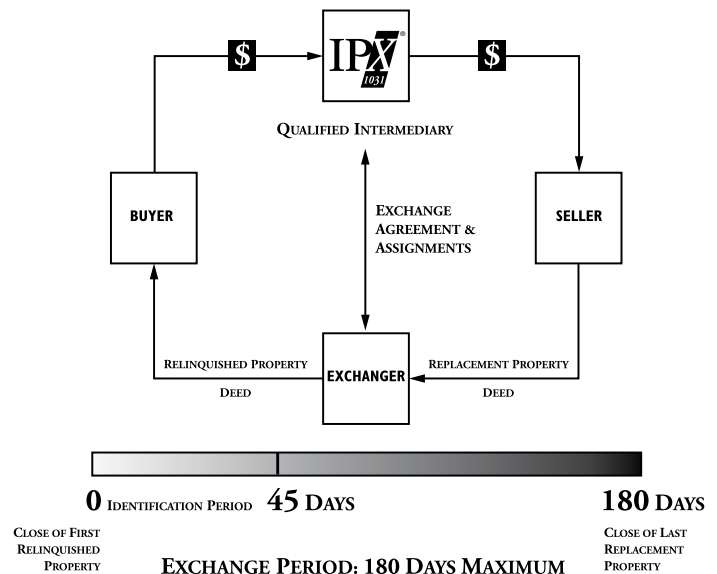 $
IPX®
1031
$
QUALIFIED INTERMEDIARY
BUYER
EXCHANGE
AGREEMENT &
ASSIGNMENTS
SELLER
RELINQUISHED PROPERTY
DEED
EXCHANGER
REPLACEMENT PROPERTY
DEED
0 IDENTIFICATION PERIOD 45 DAYS
180 DAYS
CLOSE OF FIRST
RELINQUISHED
PROPERTY
CLOSE OF LAST
REPLACEMENT
PROPERTY
EXCHANGE PERIOD: 180 DAYS MAXIMUM